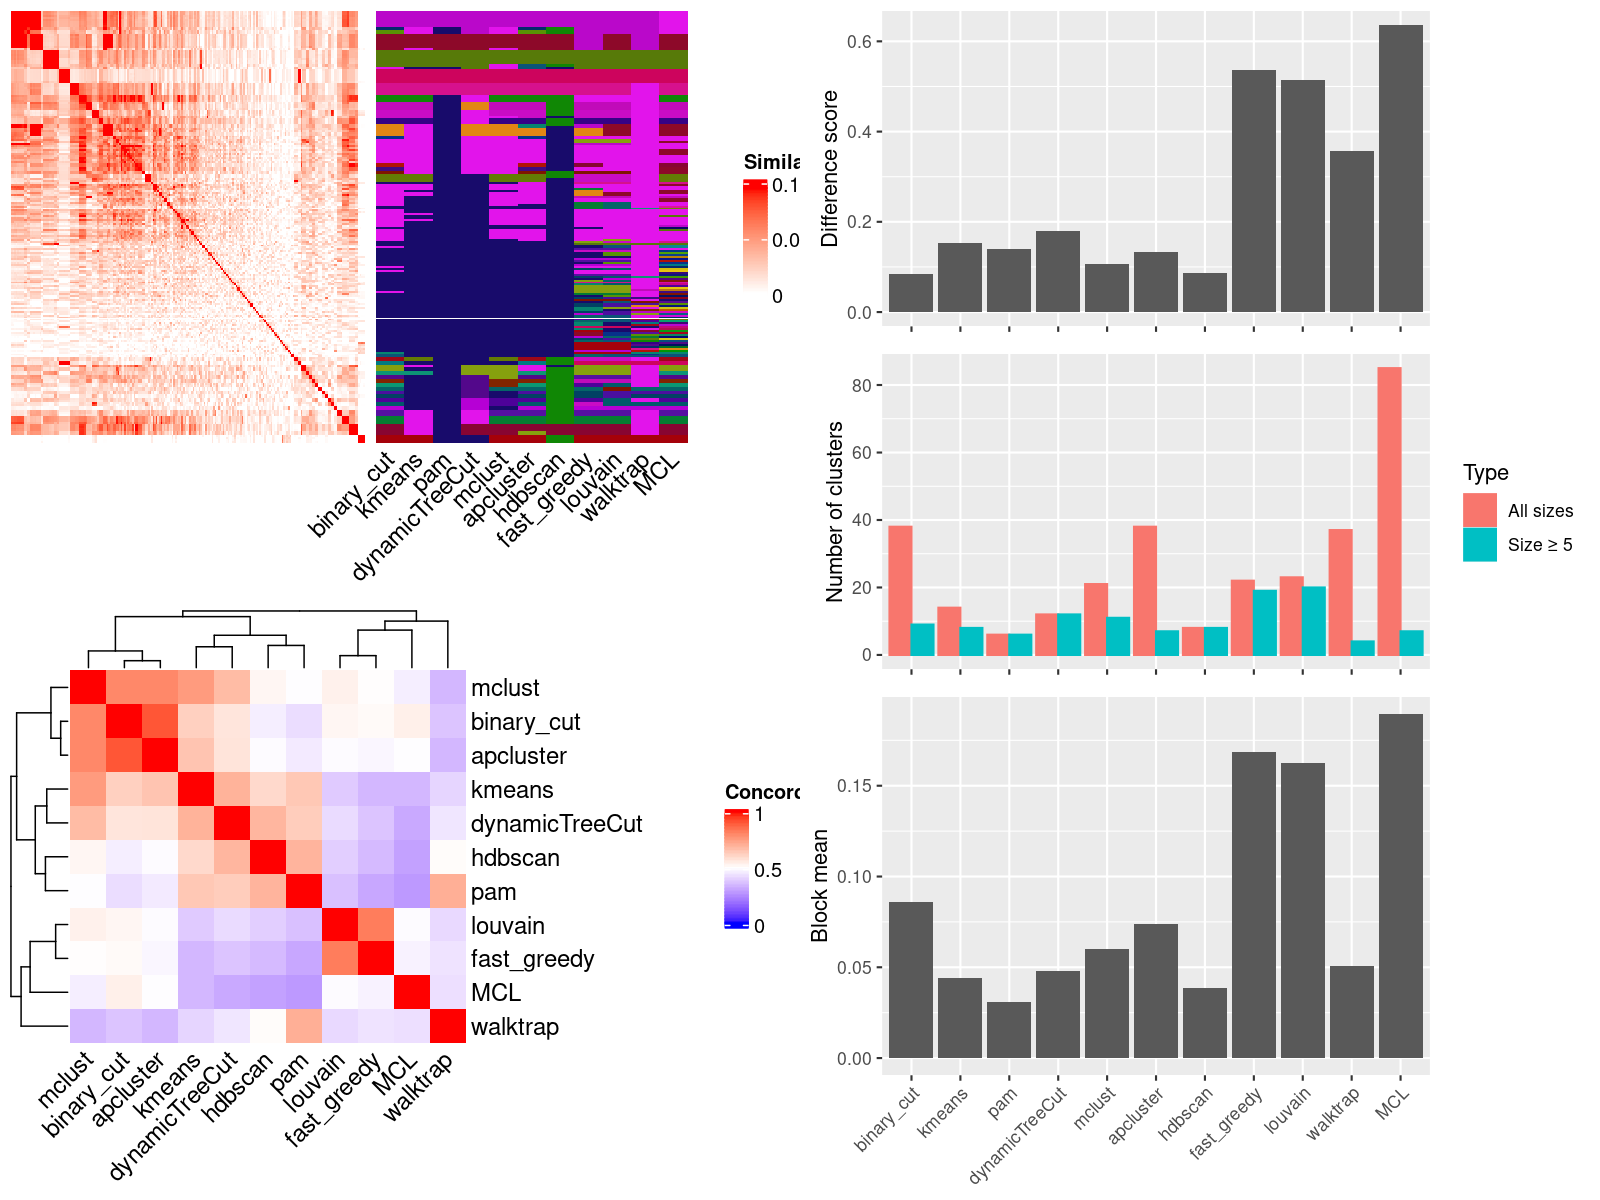 Simila
0.1
0.0
0
binary_cut
kmeans
pam
dynamicTreeCut
mclust
apcluster
hdbscan
fast_greedy
louvain
walktrap
MCL
mclust
binary_cut
apcluster
kmeans
dynamicTreeCut
hdbscan
pam
louvain
fast_greedy
MCL
walktrap
mclust
binary_cut
apcluster
kmeans
dynamicTreeCut
hdbscan
pam
louvain
fast_greedy
MCL
walktrap
Concord
1
0.5
0
Difference score
0.6
0.4
0.2
0.0
Number of clusters
80
60
40
20
0
Type
All sizes
Size ≥ 5
Block mean
0.15
0.10
0.05
0.00
binary_cut
kmeans
pam
dynamicTreeCut
mclust
apcluster
hdbscan
fast_greedy
louvain
walktrap
MCL